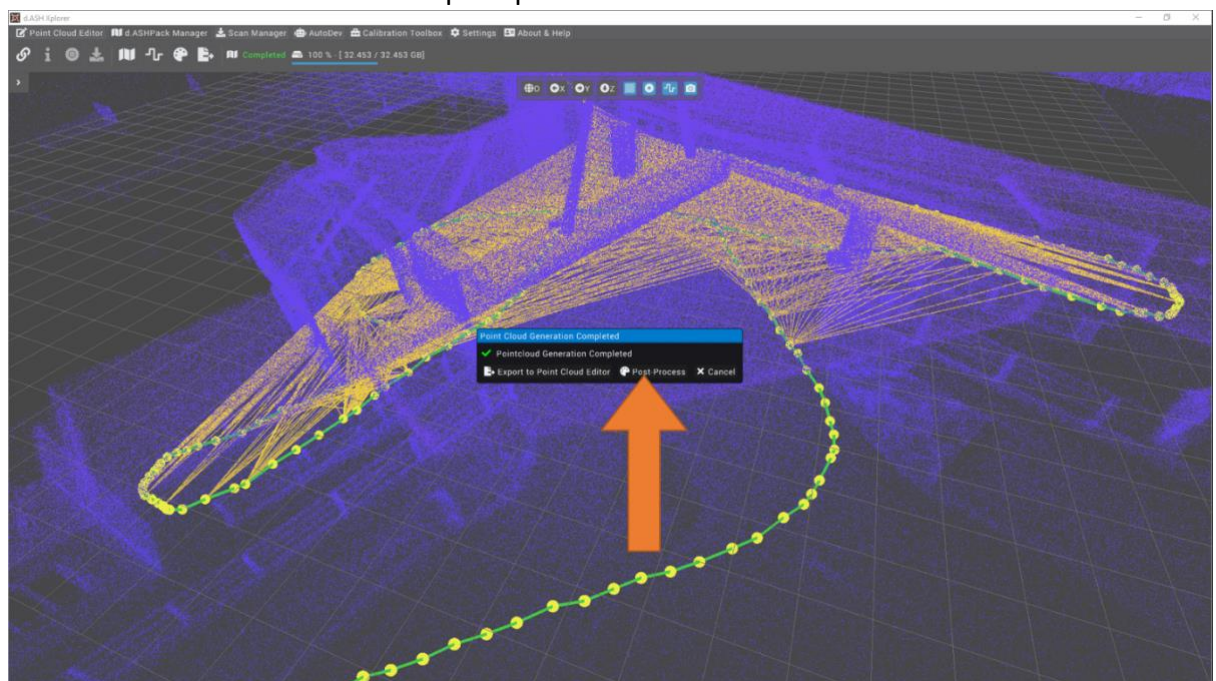 d.ASH Xplorer
Point Cloud Editor d.ASHPack Manager Scan Manager AutoDev Calibration Toolbox Settings About & Help
Completed 100 % - [ 32.453 / 32.453 GB]
O X Y Z
Point Cloud Generation Completed
Pointcloud Generation Completed
Export to Point Cloud Editor Post Process Cancel